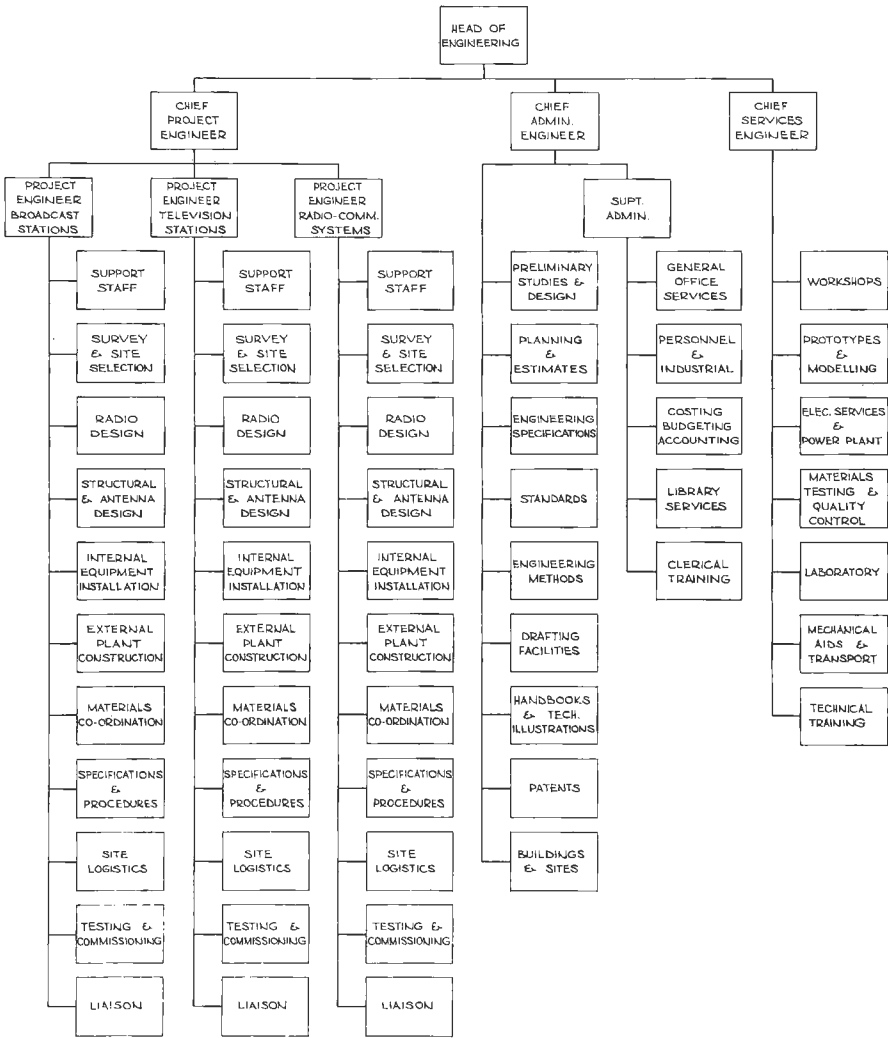 HEAD OF
ENGINEERING
CHIEF
PROJECT
ENGINEER
CHIEF
ADMIN.
ENGINEER
CHIEF
SERVICES
ENGINEER
PROJECT
ENGINEER
BROADCAST
STATIONS
PROJECT
ENGINEER
TELEVISION
STATIONS
PROJECT
ENGINEER
RADIO-COMM.
SYSTEMS
SUPT.
ADMIN.
SUPPORT
STAFF
SURVEY
& SITE
SELECTION
RADIO
DESIGN
STRUCTURAL
& ANTENNA
DESIGN
INTERNAL
EQUIPMENT
INSTALLATION
EXTERNAL
PLANT
CONSTRUCTION
MATERIALS
CO-ORDINATION
SPECIFICATIONS
&
PROCEDURES
SITE
LOGISTICS
TESTING &
COMMISSIONING
LIAISON
SUPPORT
STAFF
SURVEY
& SITE
SELECTION
RADIO
DESIGN
STRUCTURAL
& ANTENNA
DESIGN
INTERNAL
EQUIPMENT
INSTALLATION
EXTERNAL
PLANT
CONSTRUCTION
MATERIALS
CO-ORDINATION
SPECIFICATIONS
&
PROCEDURES
SITE
LOGISTICS
TESTING &
COMMISSIONING
LIAISON
SUPPORT
STAFF
SURVEY
& SITE
SELECTION
RADIO
DESIGN
STRUCTURAL
& ANTENNA
DESIGN
INTERNAL
EQUIPMENT
INSTALLATION
EXTERNAL
PLANT
CONSTRUCTION
MATERIALS
CO-ORDINATION
SPECIFICATIONS
&
PROCEDURES
SITE
LOGISTICS
TESTING &
COMMISSIONING
LIAISON
PRELIMINARY
STUDIES &
DESIGN
PLANNING
&
ESTIMATES
ENGINEERING
SPECIFICATIONS
STANDARDS
ENGINEERING
METHODS
DRAFTING
FACILITIES
HANDBOOKS
& TECH.
ILLUSTRATIONS
PATENTS
BUILDINGS
& SITES
GENERAL
OFFICE
SERVICES
PERSONNEL
&
INDUSTRIAL
COSTING
BUDGETING
ACCOUNTING
LIBRARY
SERVICES
CLERICAL
TRAINING
WORKSHOPS
PROTOTYPES
&
MODELLING
ELEC. SERVICES
&
POWER PLANT
MATERIALS
TESTING &
QUALITY
CONTROL
LABORATORY
MECHANICAL
AIDS &
TRANSPORT
TECHNICAL
TRAINING